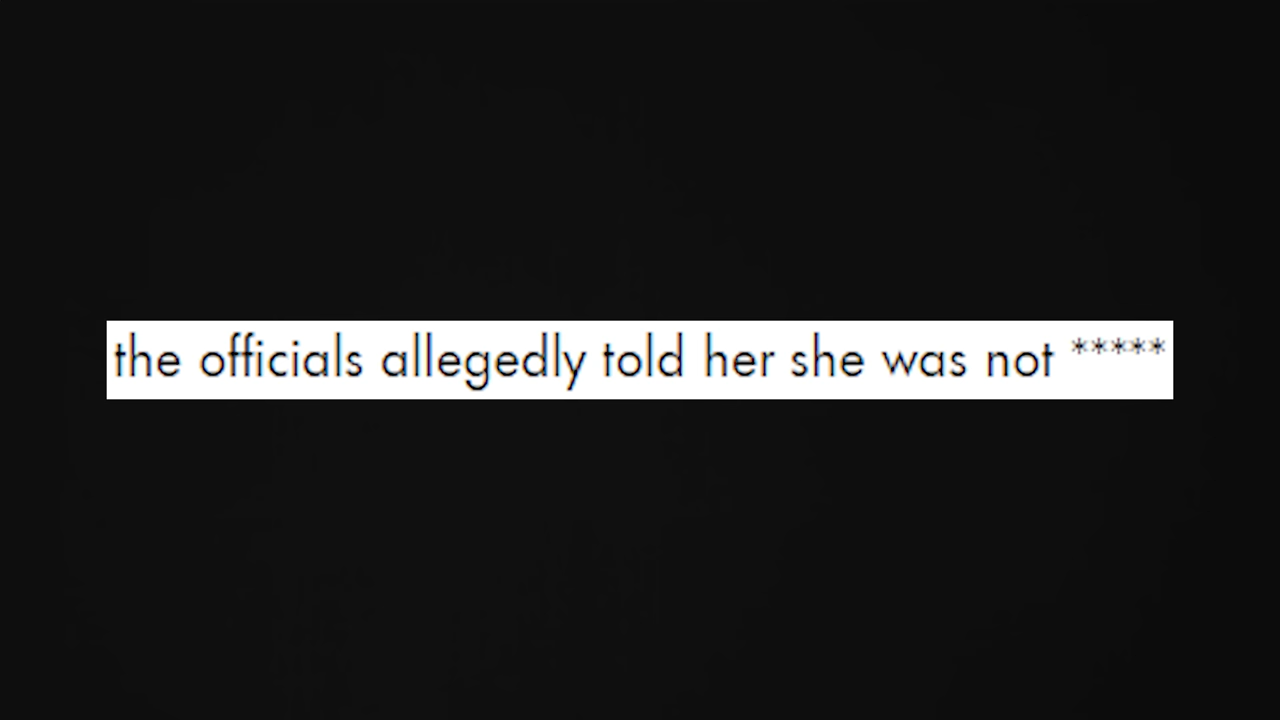 the officials allegedly told her she was not *****